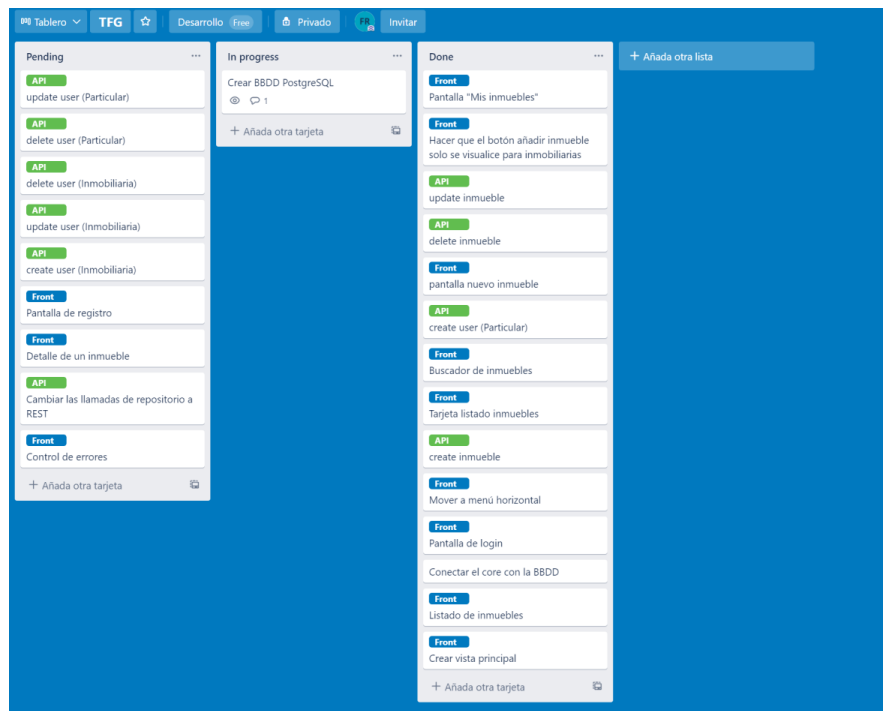 Tablero
TFG
Desarrollo Free
Privado
FR
Invitar
Pending
API
update user (Particular)
API
delete user (Particular)
API
delete user (Inmobiliaria)
API
update user (Inmobiliaria)
API
create user (Inmobiliaria)
Front
Pantalla de registro
Front
Detalle de un inmueble
API
Cambiar las llamadas de repositorio a
REST
Front
Control de errores
+ Añada otra tarjeta
In progress
Crear BBDD PostgreSQL
1
+ Añada otra tarjeta
Done
Front
Pantalla "Mis inmuebles"
Front
Hacer que el botón añadir inmueble
solo se visualice para inmobiliarias
API
update inmueble
API
delete inmueble
Front
pantalla nuevo inmueble
API
create user (Particular)
Front
Buscador de inmuebles
Front
Tarjeta listado inmuebles
API
create inmueble
Front
Mover a menú horizontal
Front
Pantalla de login
Conectar el core con la BBDD
Front
Listado de inmuebles
Front
Crear vista principal
+ Añada otra tarjeta
+ Añada otra lista